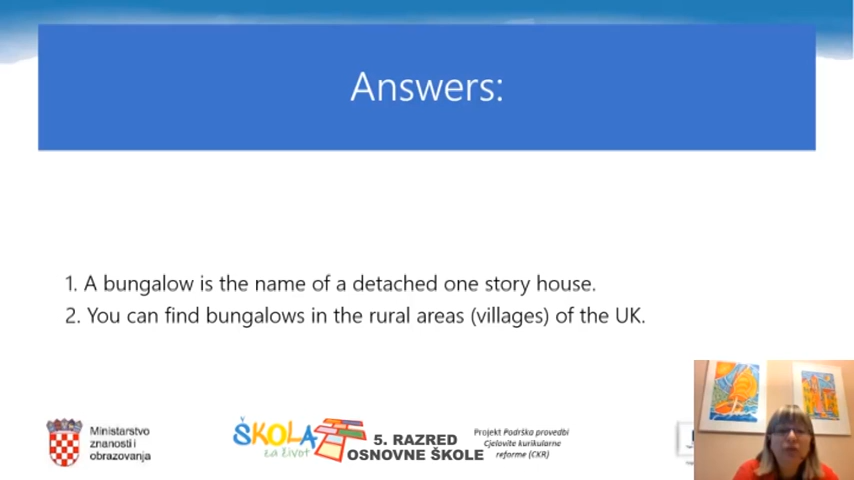 Answers:
1. A bungalow is the name of a detached one story house.
2. You can find bungalows in the rural areas (villages) of the UK.
Ministarstvo
znanosti i
obrazovanja
ŠKOLA
za život
5. RAZRED
OSNOVNE ŠKOLE
Projekt Podrška provedbi
Cjelovite kurikularne
reforme (CKR)